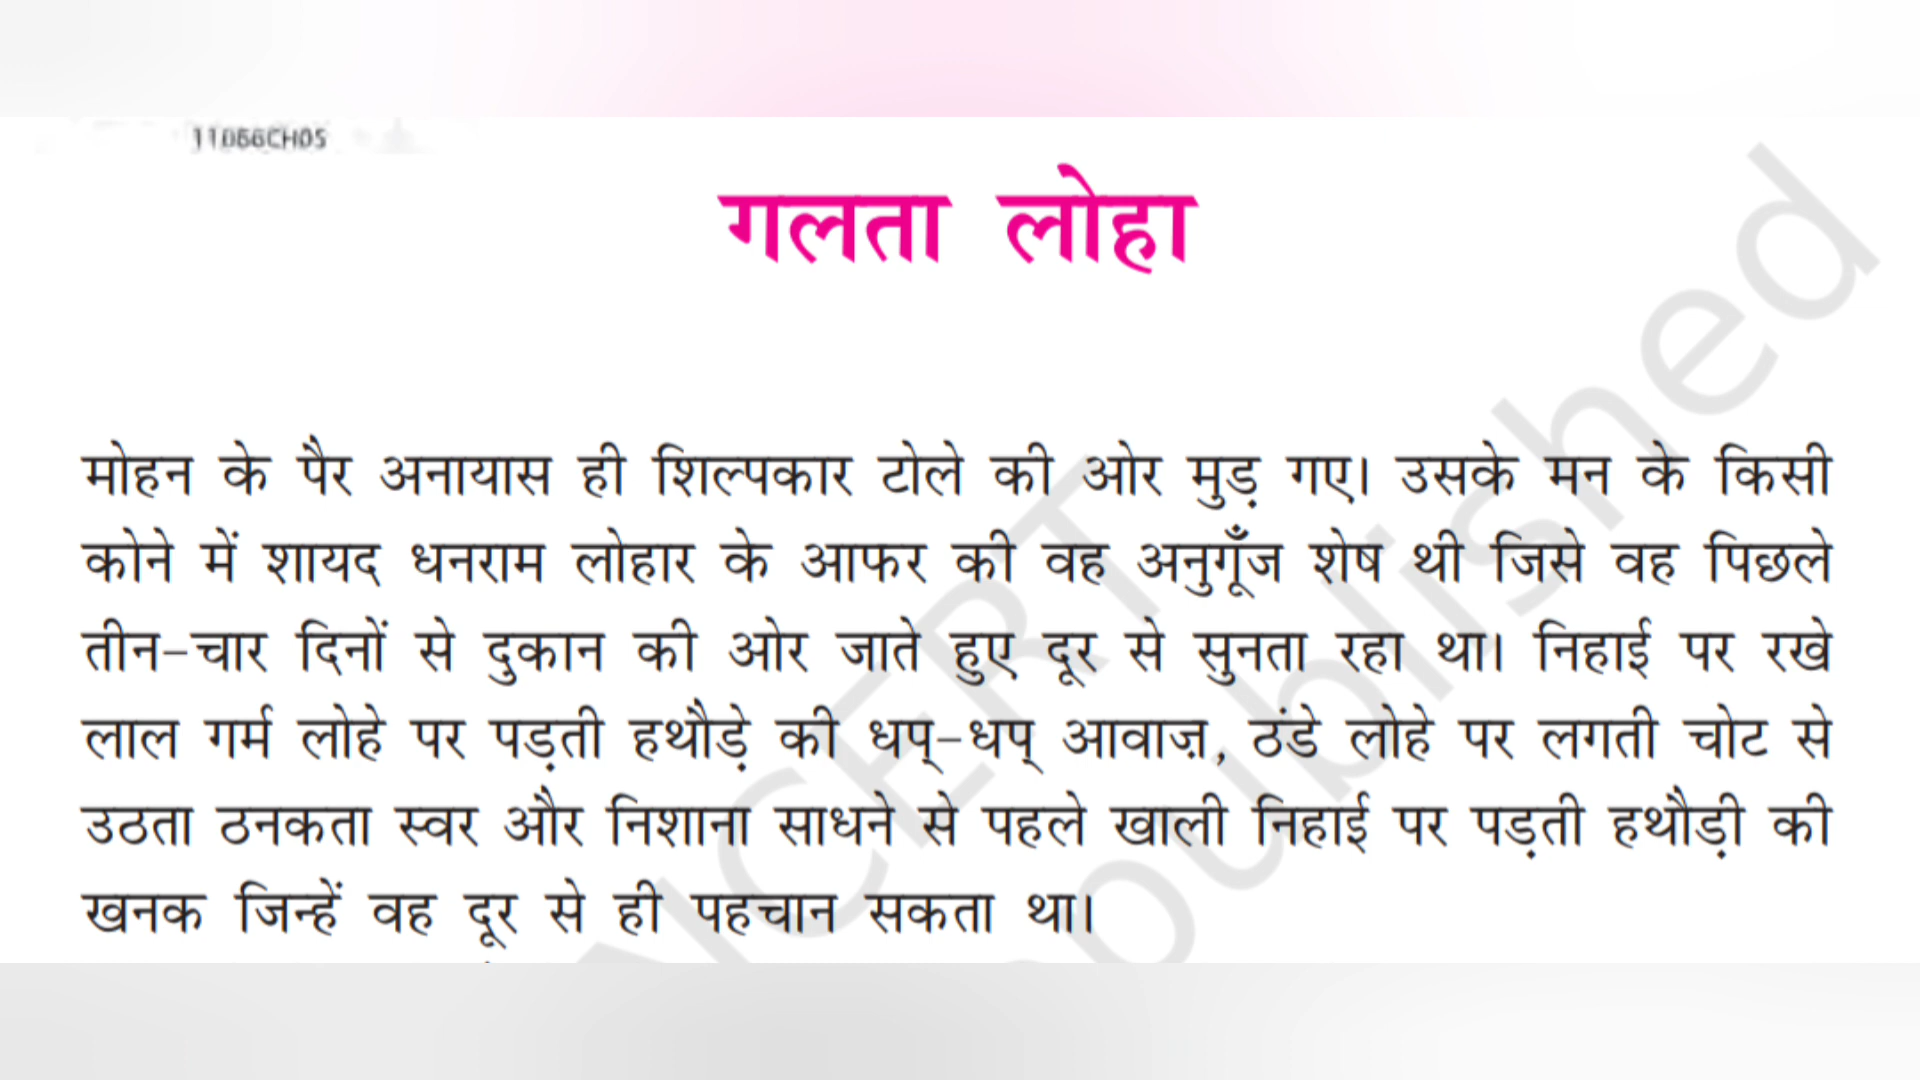 11066CH05
गलता लोहा
मोहन के पैर अनायास ही शिल्पकार टोले की ओर मुड़ गए। उसके मन के किसी
कोने में शायद धनराम लोहार के आफर की वह अनुगूँज शेष थी जिसे वह पिछले
तीन-चार दिनों से दुकान की ओर जाते हुए दूर से सुनता रहा था। निहाई पर रखे
लाल गर्म लोहे पर पड़ती हथौड़े की धप्-धप् आवाज़, ठंडे लोहे पर लगती चोट से
उठता ठनकता स्वर और निशाना साधने से पहले खाली निहाई पर पड़ती हथौड़ी की
खनक जिन्हें वह दूर से ही पहचान सकता था।
NCERT
published